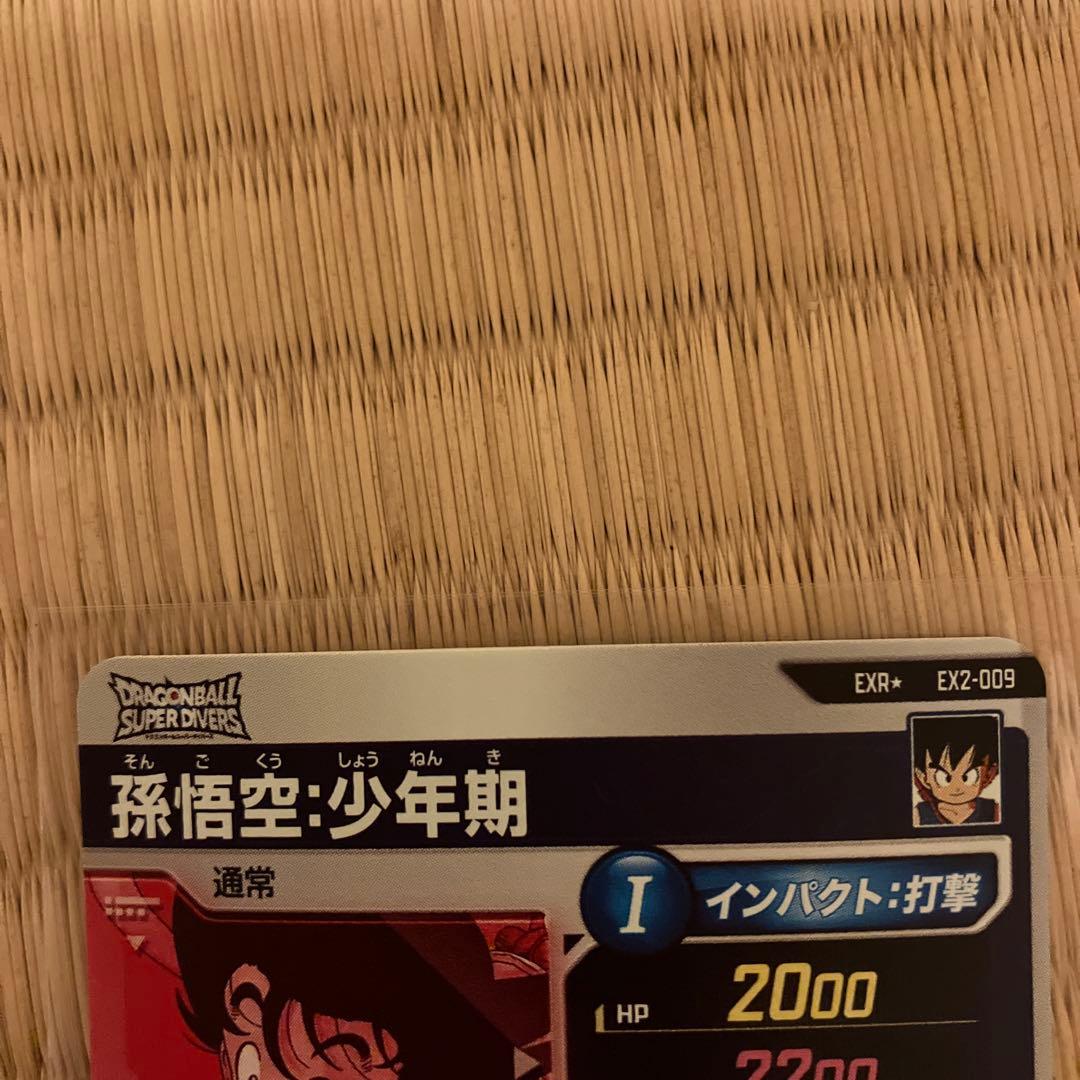 DRAGONBALL
SUPER DIVERS
EXR★ EX2-009
そん ご くう しょう ねん き
孫悟空:少年期
通常
I インパクト:打撃
HP 2000
2200